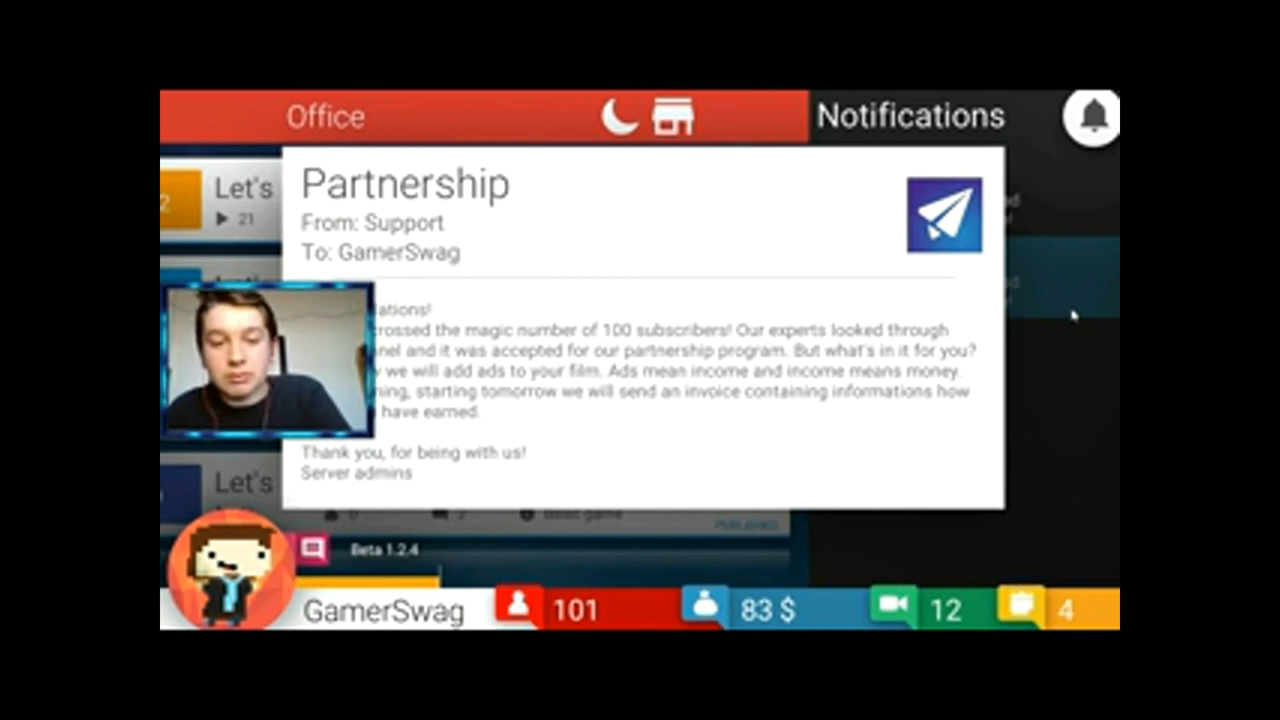 Office
Notifications
Let's
21
Partnership
From: Support
To: GamerSwag
ations!
crossed the magic number of 100 subscribers! Our experts looked through
nel and it was accepted for our partnership program. But what's in it for you?
we will add ads to your film. Ads mean income and income means money.
ning, starting tomorrow we will send an invoice containing informations how
have earned.
Thank you, for being with us!
Server admins
Let's
PUBLISHED
Beta 1.2.4
GamerSwag
101
83 $
12
4